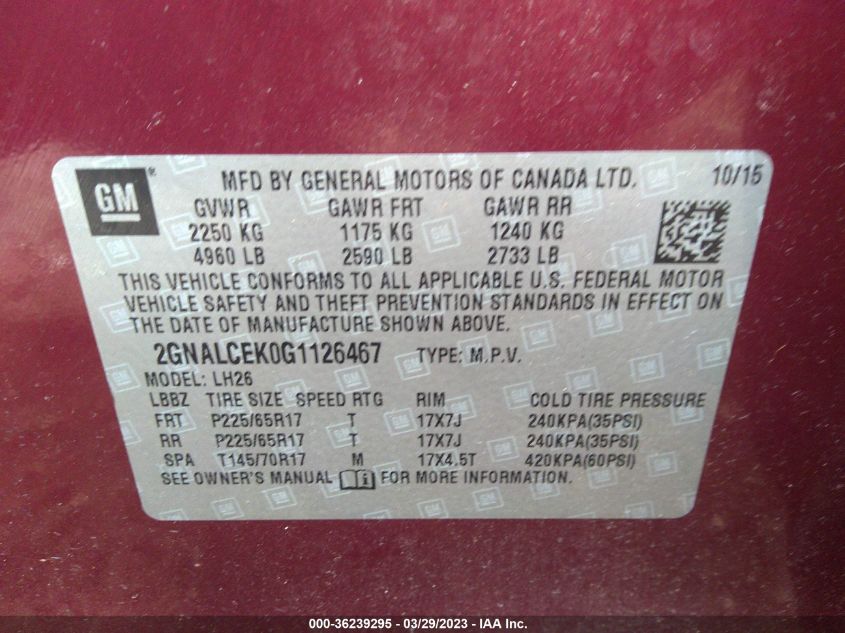 GM® MFD BY GENERAL MOTORS OF CANADA LTD. 10/15
GVWR GAWR FRT GAWR RR
2250 KG 1175 KG 1240 KG
4960 LB 2590 LB 2733 LB
THIS VEHICLE CONFORMS TO ALL APPLICABLE U.S. FEDERAL MOTOR
VEHICLE SAFETY AND THEFT PREVENTION STANDARDS IN EFFECT ON
THE DATE OF MANUFACTURE SHOWN ABOVE.
2GNALCEK0G1126467 TYPE: M.P.V.
MODEL: LH26
LBBZ TIRE SIZE SPEED RTG RIM COLD TIRE PRESSURE
FRT P225/65R17 T 17X7J 240KPA(35PSI)
RR P225/65R17 T 17X7J 240KPA(35PSI)
SPA T145/70R17 M 17X4.5T 420KPA(60PSI)
SEE OWNER'S MANUAL FOR MORE INFORMATION.
000-36239295 - 03/29/2023 - IAA Inc.